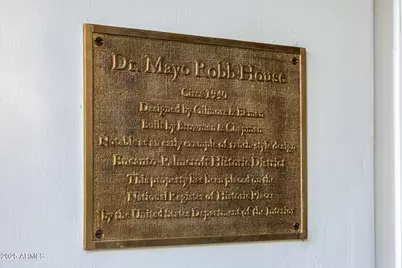 Dr. Mayo Robb House
Circa 1940
Designed by Gilmore &
Built by Bowman & Chapman
Notable as an early example of ranch-style design
Encanto-Palmcroft Historic District
This property has been placed on the
National Register of Historic Places
by the United States Department of the Interior
2025 ARMLS